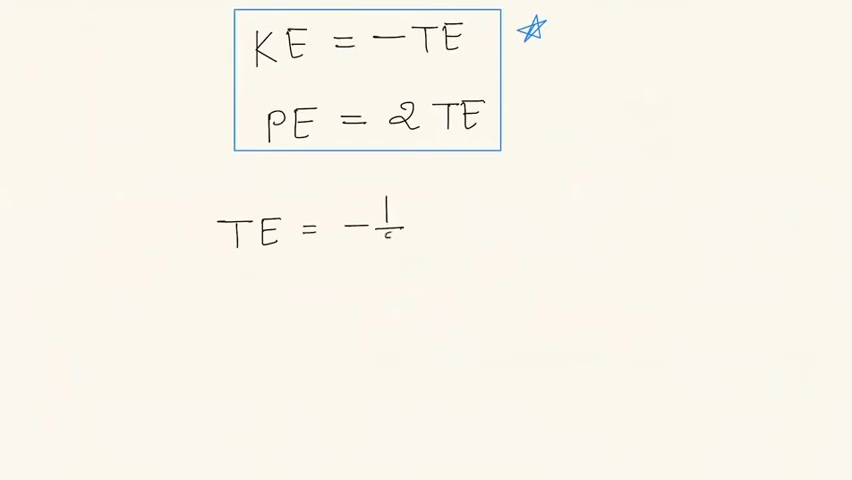 KE = -TE
PE = 2 TE
TE = - 1/